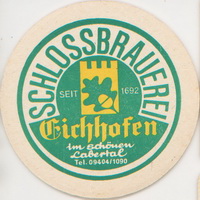 SCHLOSSBRAUEREI
SEIT 1692
Eichhofen
im schönen
Labertal
Tel. 09404/1090